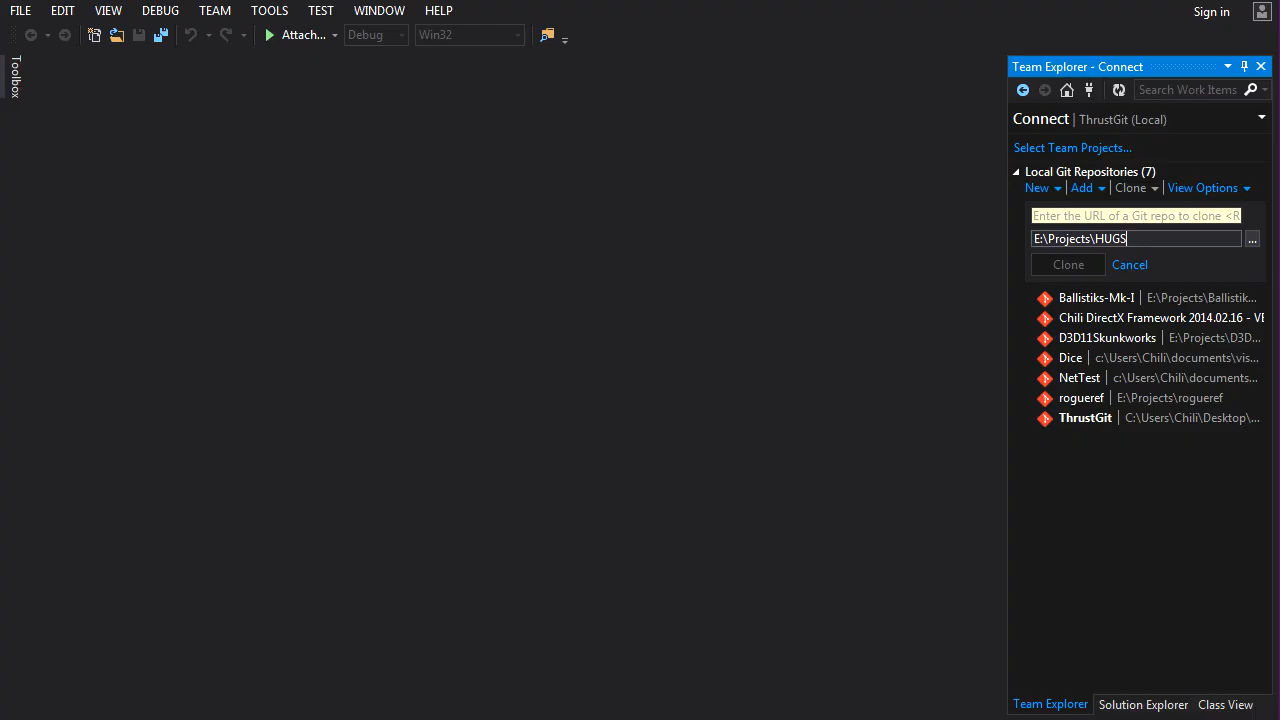 FILE EDIT VIEW DEBUG TEAM TOOLS TEST WINDOW HELP
Sign in
Attach... Debug Win32
Toolbox
Team Explorer - Connect
Search Work Items
Connect | ThrustGit (Local)
Select Team Projects...
Local Git Repositories (7)
New | Add | Clone | View Options
Enter the URL of a Git repo to clone <R
E:\Projects\HUGS
...
Clone Cancel
Ballistiks-Mk-I | E:\Projects\Ballistik...
Chili DirectX Framework 2014.02.16 - VE
D3D11Skunkworks | E:\Projects\D3D...
Dice | c:\Users\Chili\documents\vis...
NetTest | c:\Users\Chili\documents...
rogueref | E:\Projects\rogueref
ThrustGit | C:\Users\Chili\Desktop\...
Team Explorer Solution Explorer Class View